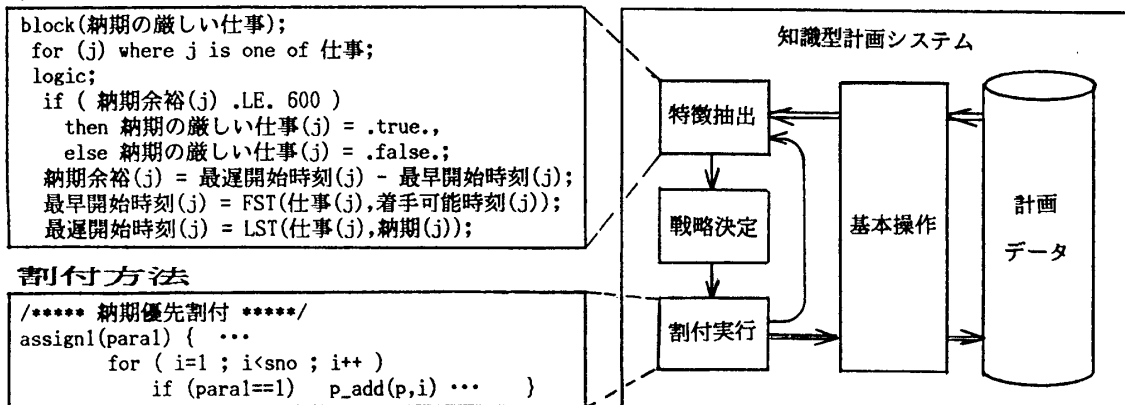 block(納期の厳しい仕事);
for (j) where j is one of 仕事;
logic;
if ( 納期余裕(j) .LE. 600 )
then 納期の厳しい仕事(j) = .true.,
else 納期の厳しい仕事(j) = .false.;
納期余裕(j) = 最遅開始時刻(j) - 最早開始時刻(j);
最早開始時刻(j) = FST(仕事(j),着手可能時刻(j));
最遅開始時刻(j) = LST(仕事(j),納期(j));
割付方法
/***** 納期優先割付 *****/
assign1(para1) { ···
for ( i=1 ; i<sno ; i++ )
if (para1==1) p_add(p,i) ··· }
知識型計画システム
特徴抽出
戦略決定
割付実行
基本操作
計画
データ